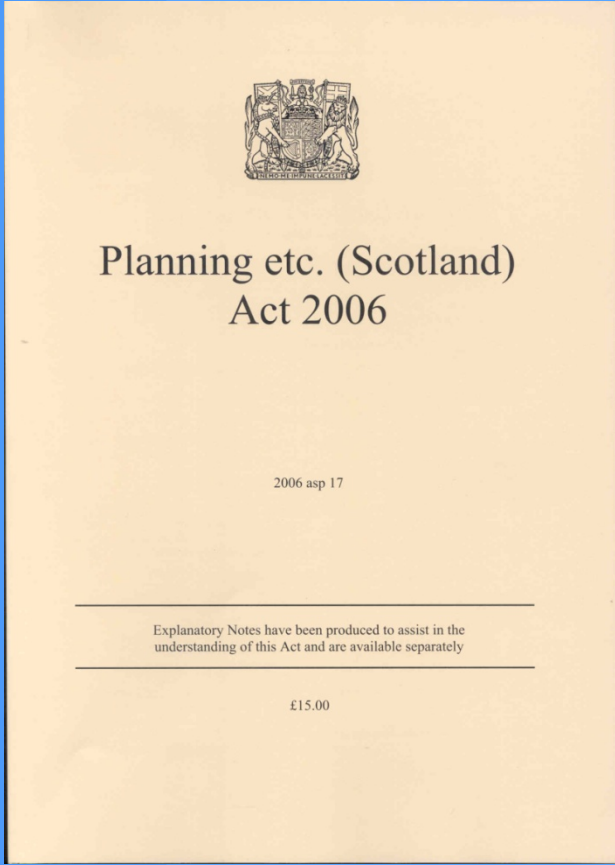 NEMO ME IMPUNE LACESSIT
Planning etc. (Scotland)
Act 2006
2006 asp 17
Explanatory Notes have been produced to assist in the
understanding of this Act and are available separately
£15.00